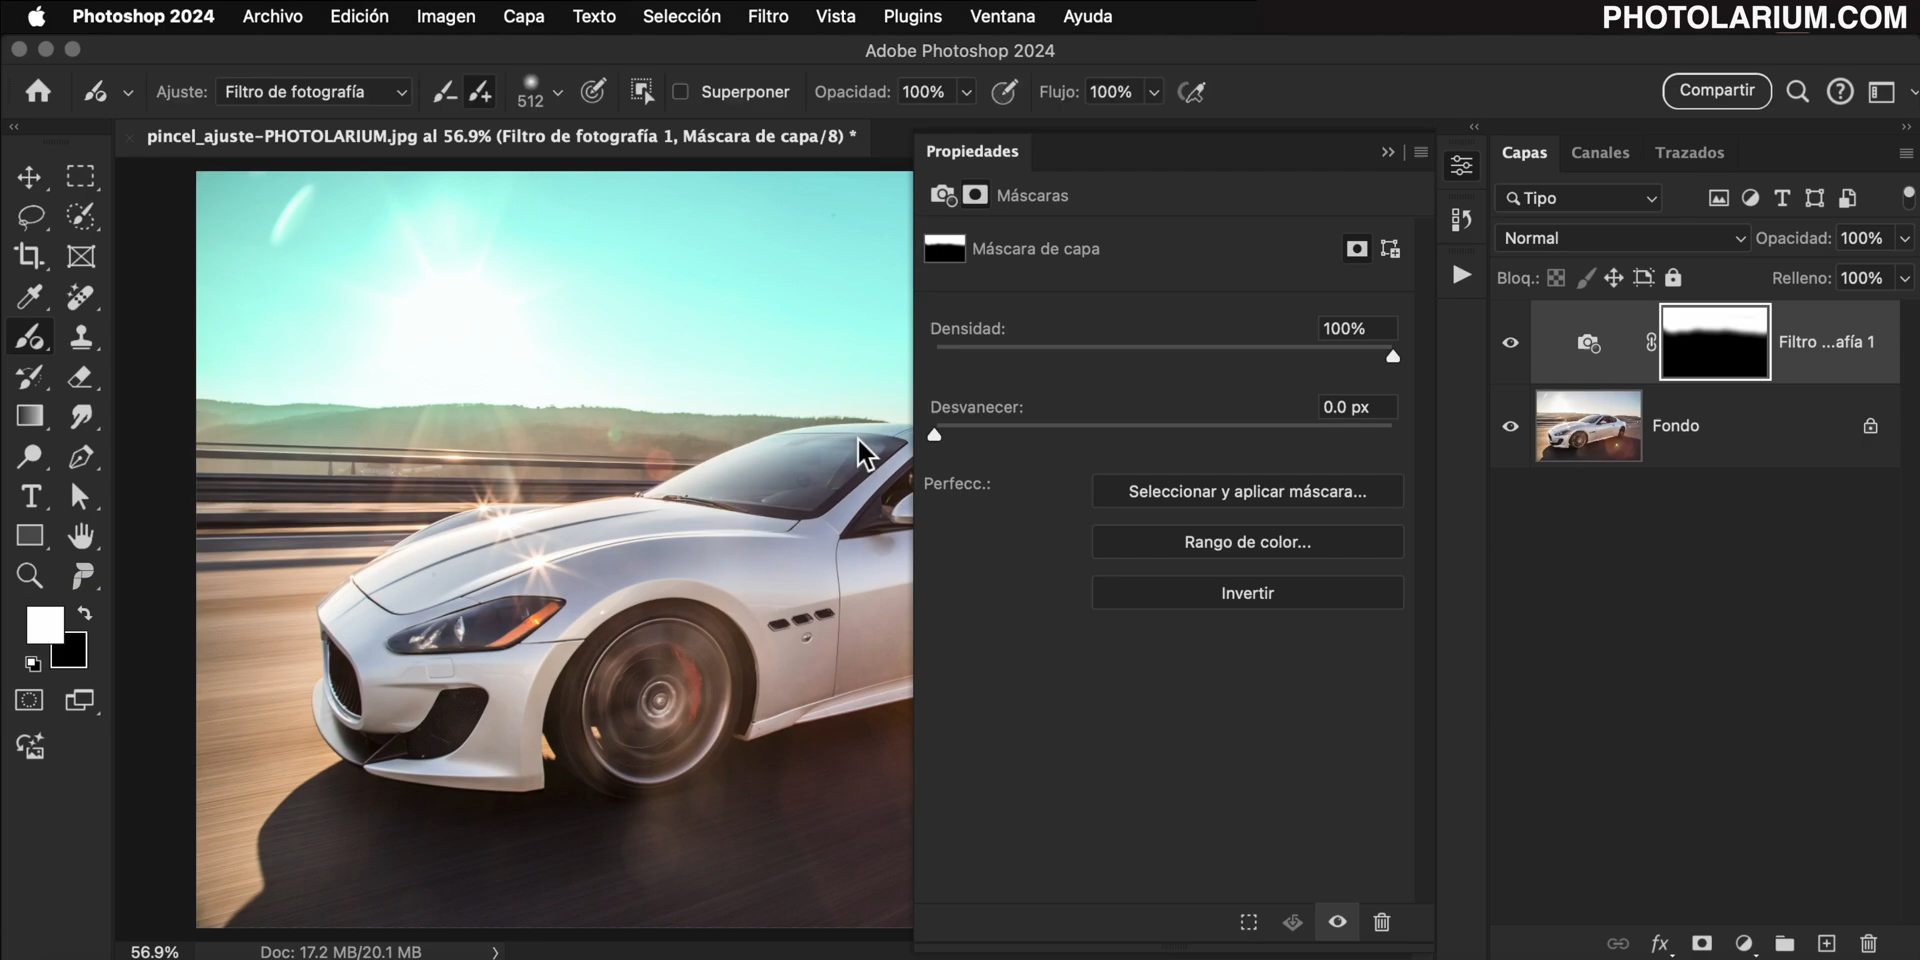 Photoshop 2024 Archivo Edición Imagen Capa Texto Selección Filtro Vista Plugins Ventana Ayuda
PHOTOLARIUM.COM
Adobe Photoshop 2024
Ajuste: Filtro de fotografía 512 Superponer Opacidad: 100% Flujo: 100% Compartir
pincel_ajuste-PHOTOLARIUM.jpg al 56.9% (Filtro de fotografía 1, Máscara de capa/8) *
Propiedades
Máscaras
Máscara de capa
Densidad: 100%
Desvanecer: 0.0 px
Perfecc.: Seleccionar y aplicar máscara...
Rango de color...
Invertir
Capas Canales Trazados
Tipo
Normal Opacidad: 100%
Bloq.: Relleno: 100%
Filtro ...afía 1
Fondo
fx
56.9% Doc: 17.2 MB/20.1 MB